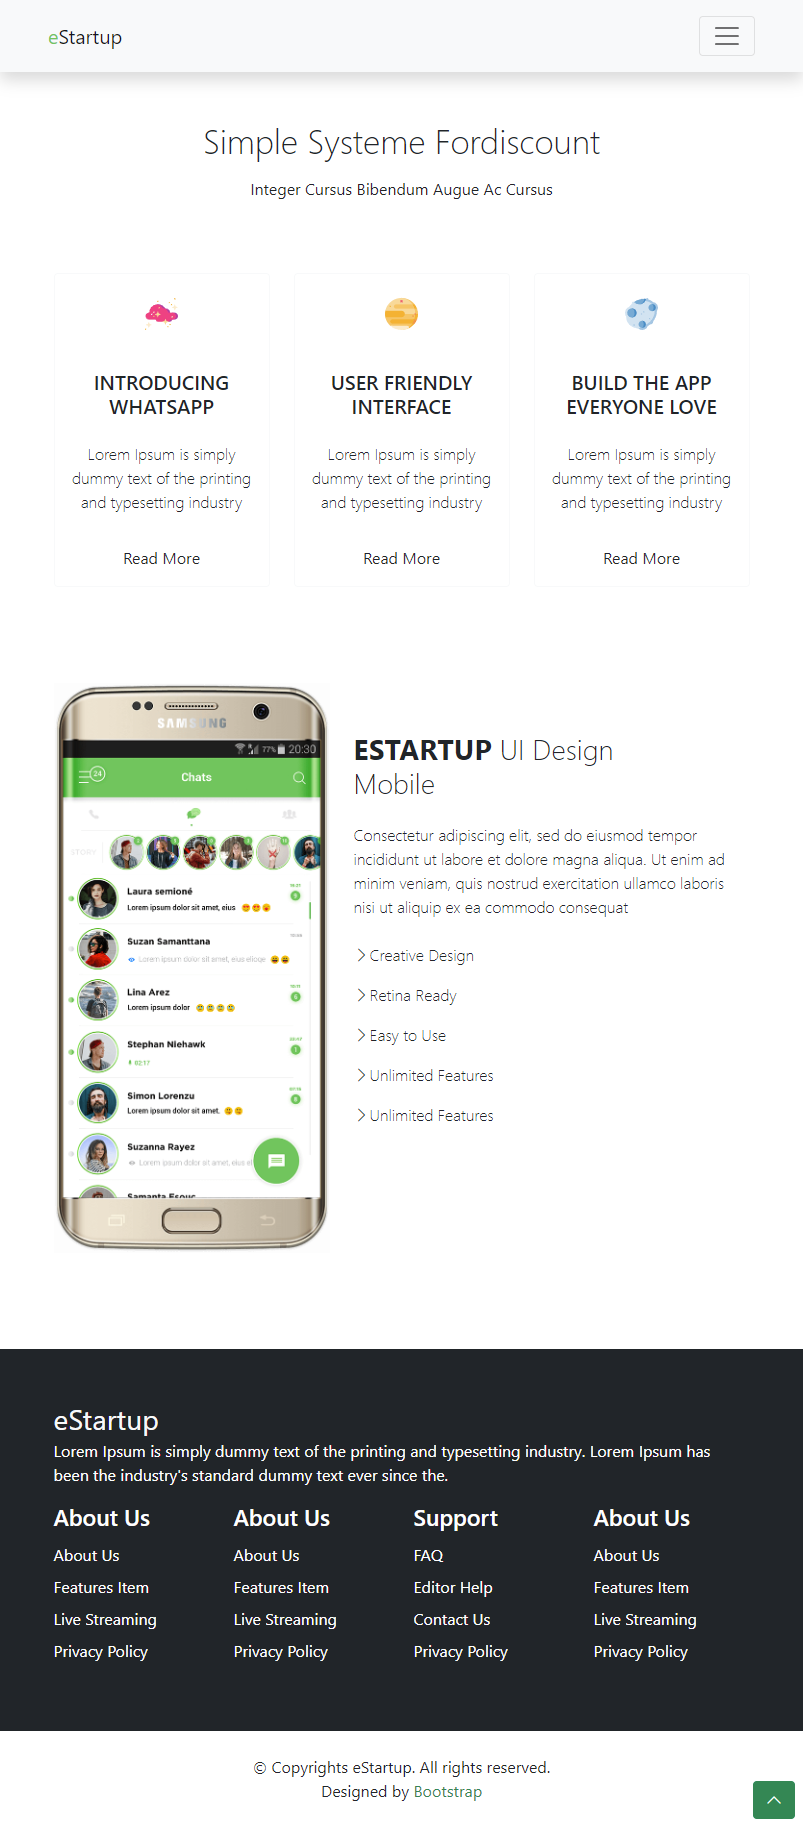 eStartup
Simple Systeme Fordiscount
Integer Cursus Bibendum Augue Ac Cursus
INTRODUCING
WHATSAPP
Lorem Ipsum is simply
dummy text of the printing
and typesetting industry
Read More
USER FRIENDLY
INTERFACE
Lorem Ipsum is simply
dummy text of the printing
and typesetting industry
Read More
BUILD THE APP
EVERYONE LOVE
Lorem Ipsum is simply
dummy text of the printing
and typesetting industry
Read More
SAMSUNG
77% 20:30
24
Chats
STORY
Laura semioné
Lorem ipsum dolor sit amet, eius
Suzan Samanttana
Lorem ipsum dolor sit amet, eius elioqe
Lina Arez
Lorem ipsum dolor
Stephan Niehawk
02:17
Simon Lorenzu
Lorem ipsum dolor sit amet.
Suzanna Rayez
Lorem ipsum dolor sit amet, eius el
Samanta Esouc
ESTARTUP UI Design
Mobile
Consectetur adipiscing elit, sed do eiusmod tempor
incididunt ut labore et dolore magna aliqua. Ut enim ad
minim veniam, quis nostrud exercitation ullamco laboris
nisi ut aliquip ex ea commodo consequat
Creative Design
Retina Ready
Easy to Use
Unlimited Features
Unlimited Features
eStartup
Lorem Ipsum is simply dummy text of the printing and typesetting industry. Lorem Ipsum has
been the industry's standard dummy text ever since the.
About Us
About Us
Features Item
Live Streaming
Privacy Policy
About Us
About Us
Features Item
Live Streaming
Privacy Policy
Support
FAQ
Editor Help
Contact Us
Privacy Policy
About Us
About Us
Features Item
Live Streaming
Privacy Policy
© Copyrights eStartup. All rights reserved.
Designed by Bootstrap